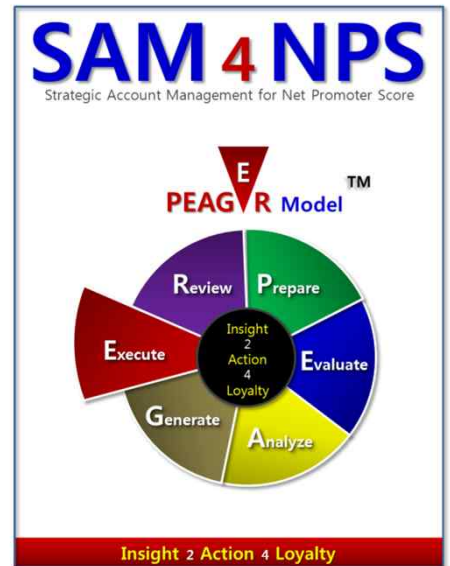 SAM 4 NPS
Strategic Account Management for Net Promoter Score
E
PEAG R Model ™
Review
Prepare
Execute
Insight
2
Action
4
Loyalty
Evaluate
Generate
Analyze
Insight 2 Action 4 Loyalty